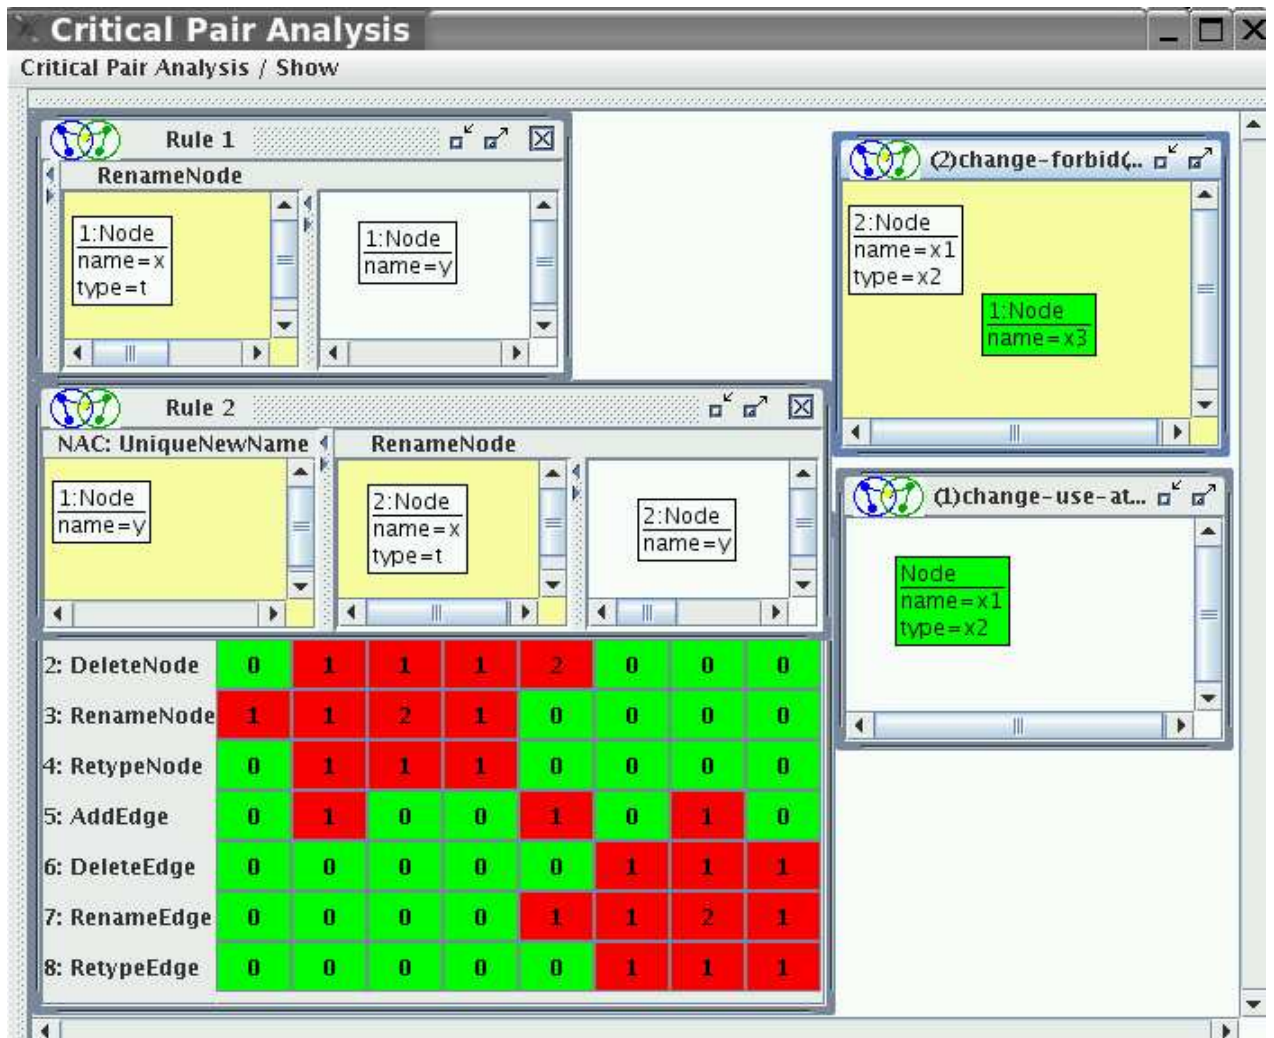 Critical Pair Analysis
Critical Pair Analysis / Show
Rule 1
RenameNode
1:Node
name=x
type=t
1:Node
name=y
Rule 2
NAC: UniqueNewName
RenameNode
1:Node
name=y
2:Node
name=x
type=t
2:Node
name=y
2: DeleteNode 0 1 1 1 2 0 0 0
3: RenameNode 1 1 2 1 0 0 0 0
4: RetypeNode 0 1 1 1 0 0 0 0
5: AddEdge 0 1 0 0 1 0 1 0
6: DeleteEdge 0 0 0 0 0 1 1 1
7: RenameEdge 0 0 0 0 1 1 2 1
8: RetypeEdge 0 0 0 0 0 1 1 1
(2)change-forbid(...
2:Node
name=x1
type=x2
1:Node
name=x3
(1)change-use-at...
Node
name=x1
type=x2